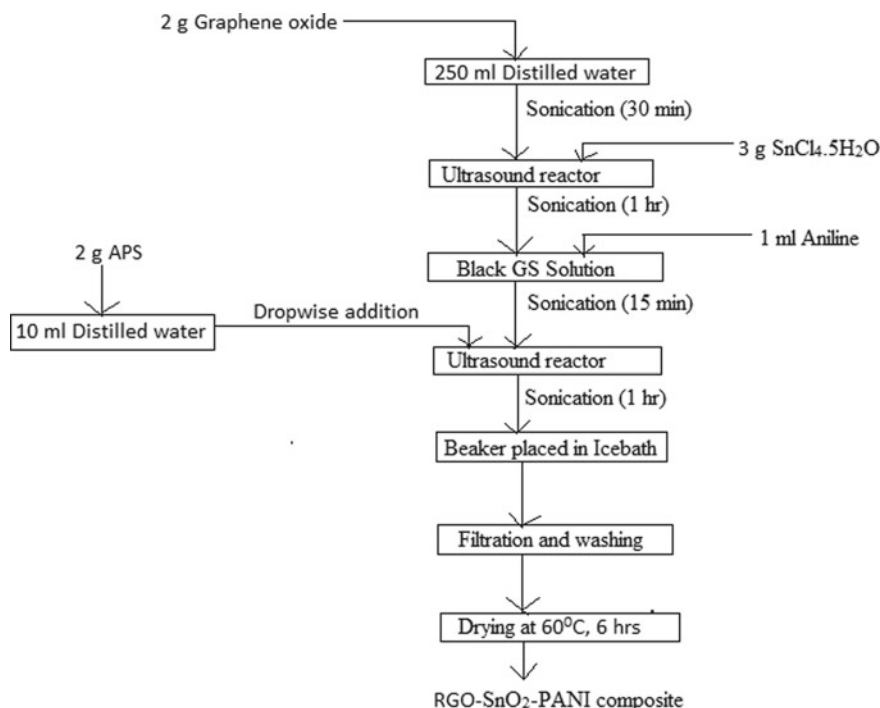 2 g Graphene oxide
250 ml Distilled water
Sonication (30 min)
3 g SnCl₄.5H₂O
Ultrasound reactor
Sonication (1 hr)
1 ml Aniline
2 g APS
Black GS Solution
Sonication (15 min)
Dropwise addition
10 ml Distilled water
Ultrasound reactor
Sonication (1 hr)
Beaker placed in Icebath
Filtration and washing
Drying at 60⁰C, 6 hrs
RGO-SnO₂-PANI composite